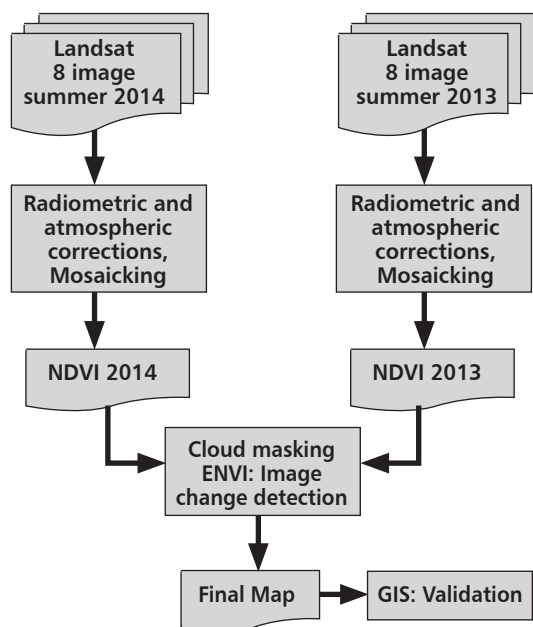 Landsat
8 image
summer 2014
Landsat
8 image
summer 2013
Radiometric and
atmospheric
corrections,
Mosaicking
Radiometric and
atmospheric
corrections,
Mosaicking
NDVI 2014
NDVI 2013
Cloud masking
ENVI: Image
change detection
Final Map
GIS: Validation